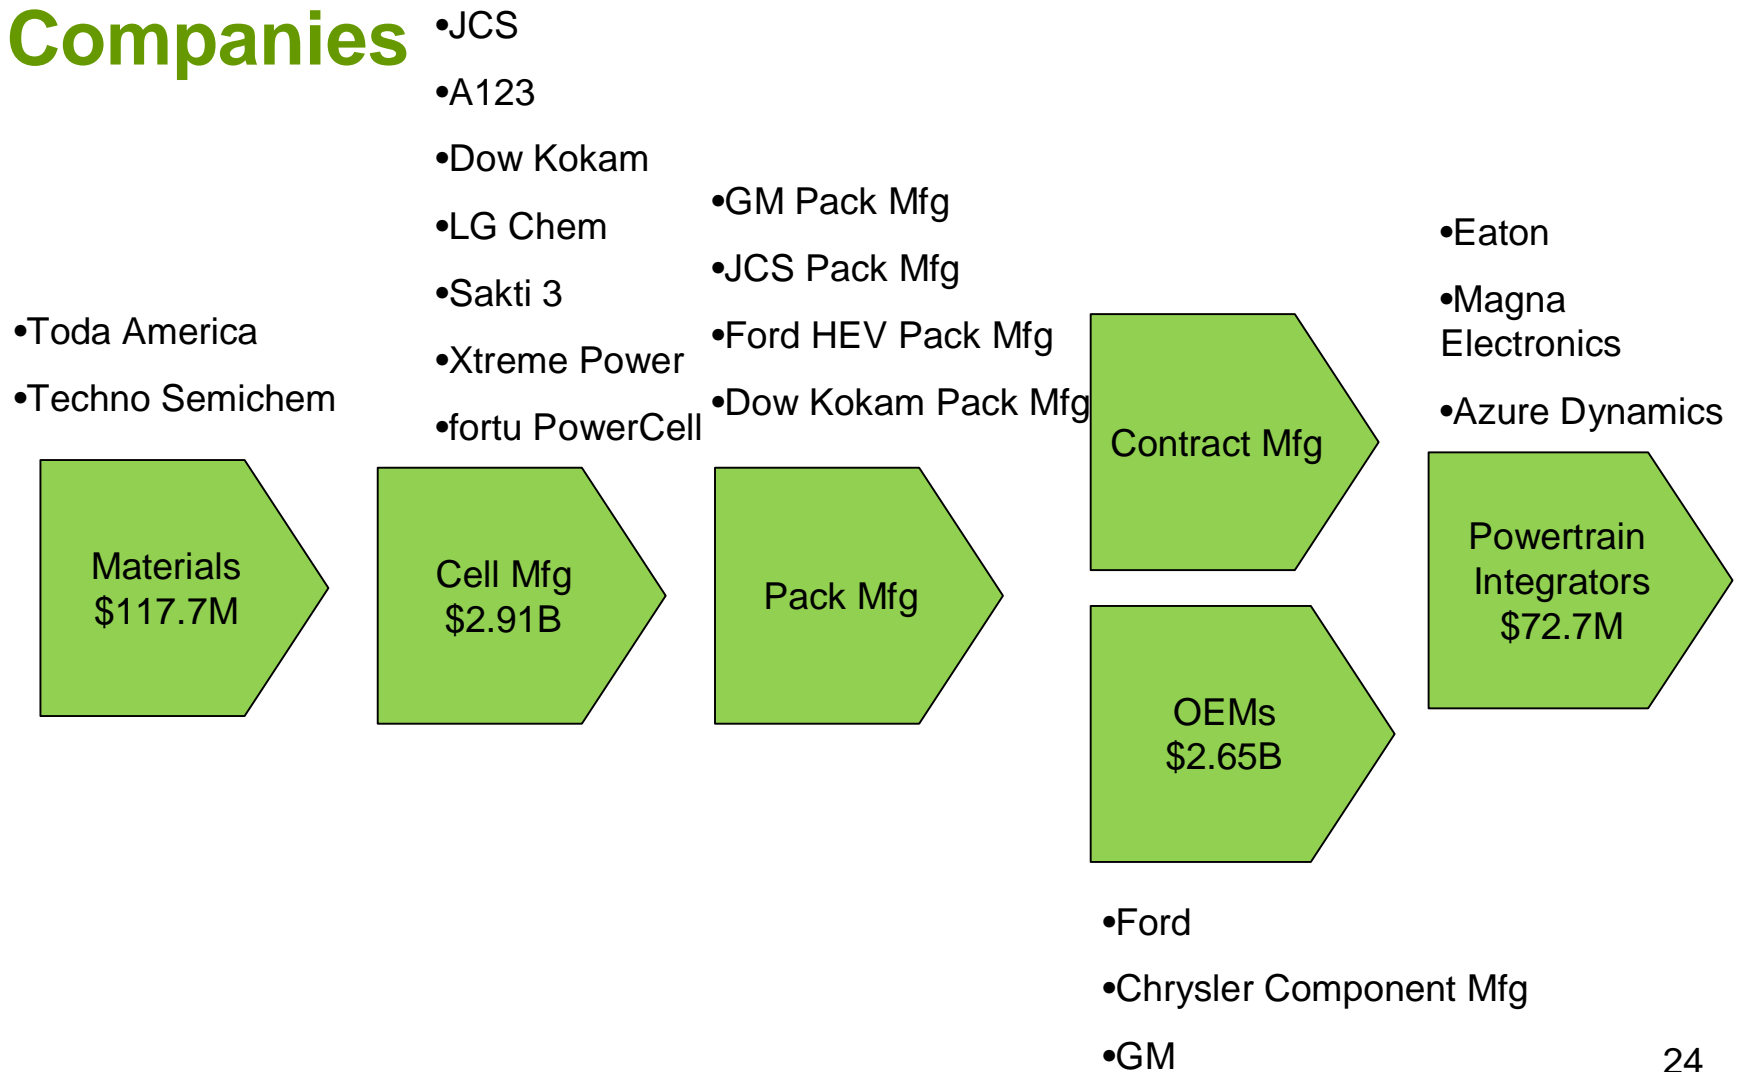 Companies
•JCS
•A123
•Dow Kokam
•LG Chem
•Sakti 3
•Xtreme Power
•fortu PowerCell
•GM Pack Mfg
•JCS Pack Mfg
•Ford HEV Pack Mfg
•Dow Kokam Pack Mfg
•Eaton
•Magna
Electronics
•Azure Dynamics
•Toda America
•Techno Semichem
Materials
$117.7M
Cell Mfg
$2.91B
Pack Mfg
Contract Mfg
OEMs
$2.65B
Powertrain
Integrators
$72.7M
•Ford
•Chrysler Component Mfg
•GM
24